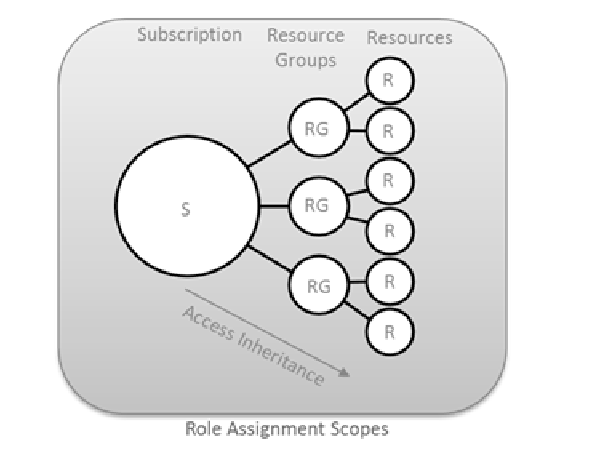 Subscription
Resource
Groups
Resources
R
RG
R
R
S
RG
R
R
RG
R
Access Inheritance
Role Assignment Scopes